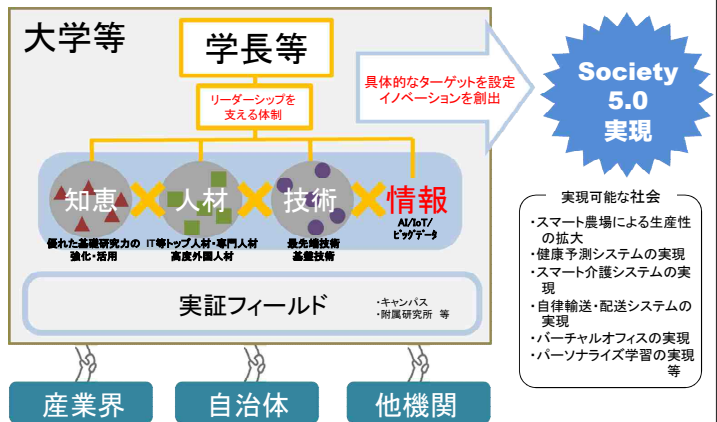 大学等
学長等
リーダーシップを
支える体制
具体的なターゲットを設定
イノベーションを創出
Society
5.0
実現
知恵
人材
技術
情報
優れた基礎研究力の
強化・活用
IT等トップ人材・専門人材
高度外国人材
最先端技術
基盤技術
AI/IoT/
ビッグデータ
実証フィールド
・キャンパス
・附属研究所 等
産業界
自治体
他機関
実現可能な社会
・スマート農場による生産性
の拡大
・健康予測システムの実現
・スマート介護システムの実
現
・自律輸送・配送システムの
実現
・バーチャルオフィスの実現
・パーソナライズ学習の実現
等